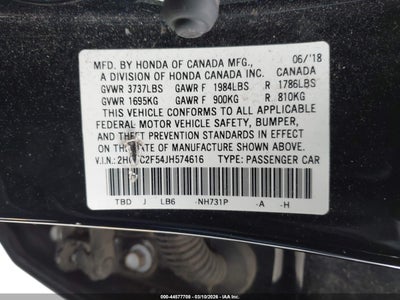 MFD. BY HONDA OF CANADA MFG., 06/'18
A DIVISION OF HONDA CANADA INC. CANADA
GVWR 3737LBS GAWR F 1984LBS R 1786LBS
GVWR 1695KG GAWR F 900KG R 810KG
THIS VEHICLE CONFORMS TO ALL APPLICABLE
FEDERAL MOTOR VEHICLE SAFETY, BUMPER,
AND THEFT PREVENTION STANDARDS IN EFFECT
ON THE DATE OF MANUFACTURE SHOWN ABOVE.
V.I.N.: TYPE: PASSENGER CAR
TBD J LB6 -NH731P -A -H
000-44577708 - 03/10/2026 - IAA Inc.